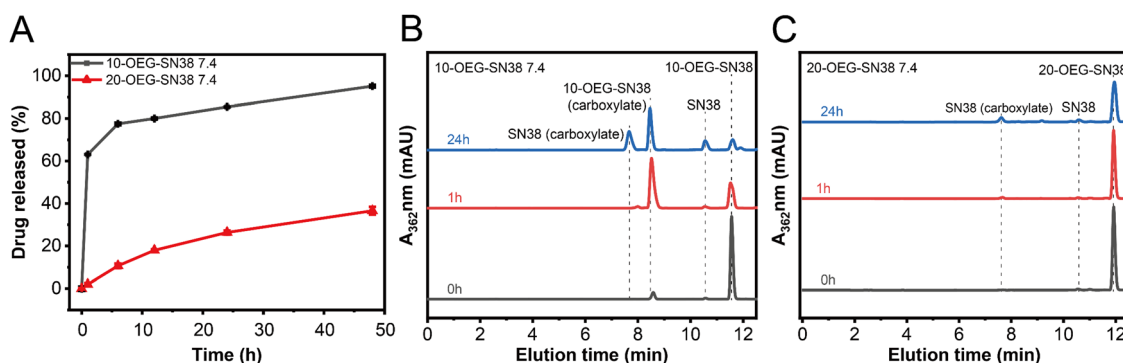 A
10-OEG-SN38 7.4
20-OEG-SN38 7.4
Drug released (%)
100
80
60
40
20
0
0 10 20 30 40 50
Time (h)
B
10-OEG-SN38 7.4
10-OEG-SN38
10-OEG-SN38
(carboxylate)
SN38
SN38 (carboxylate)
24h
1h
0h
A362nm (mAU)
0 2 4 6 8 10 12
Elution time (min)
C
20-OEG-SN38 7.4
20-OEG-SN38
SN38 (carboxylate)
SN38
24h
1h
0h
A362nm (mAU)
0 2 4 6 8 10 12
Elution time (min)